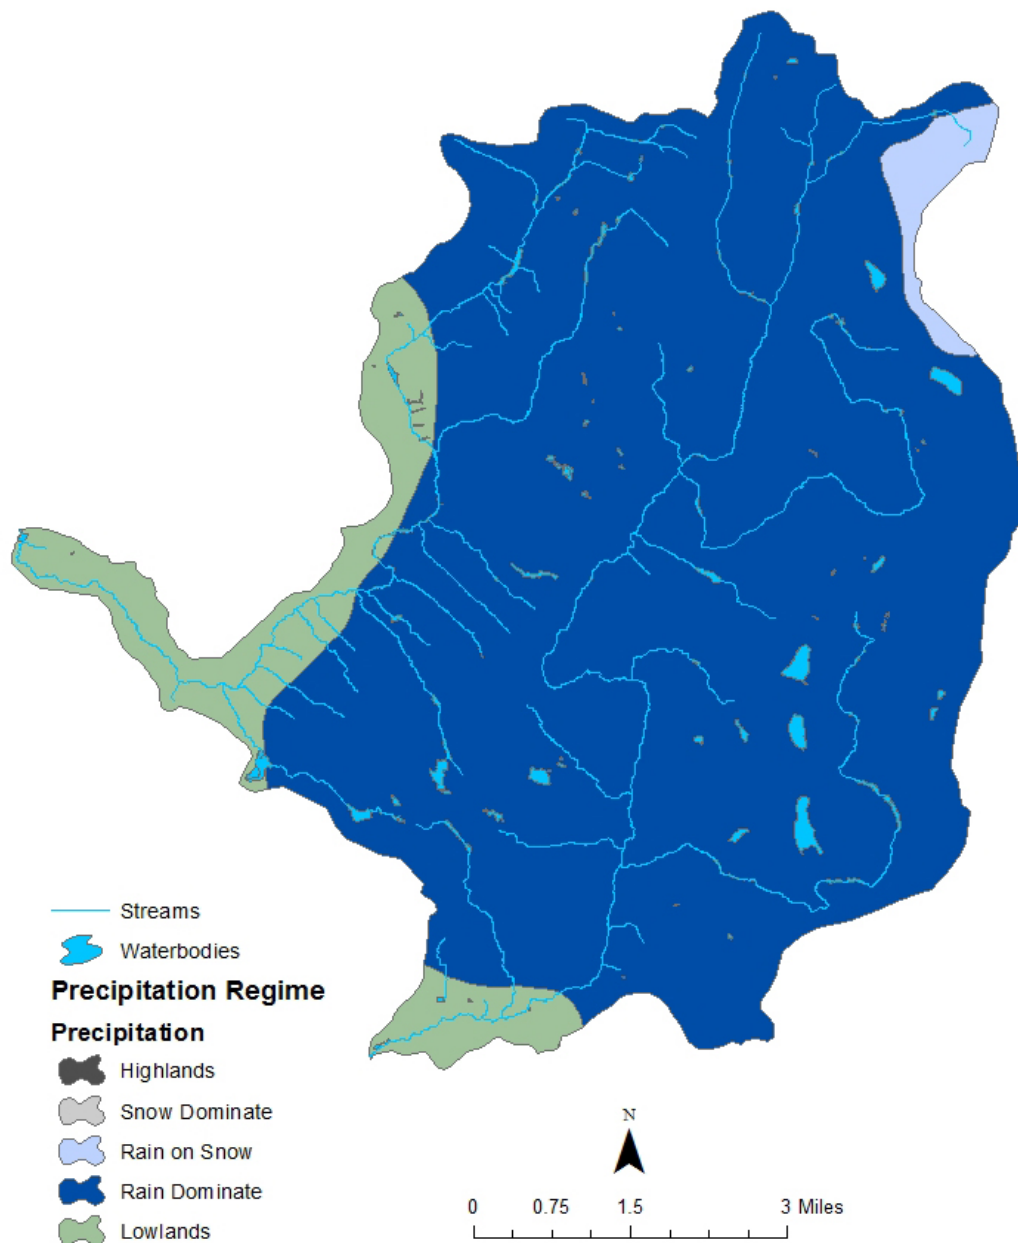 Streams
Waterbodies
Precipitation Regime
Precipitation
Highlands
Snow Dominate
Rain on Snow
Rain Dominate
Lowlands
N
0 0.75 1.5 3 Miles